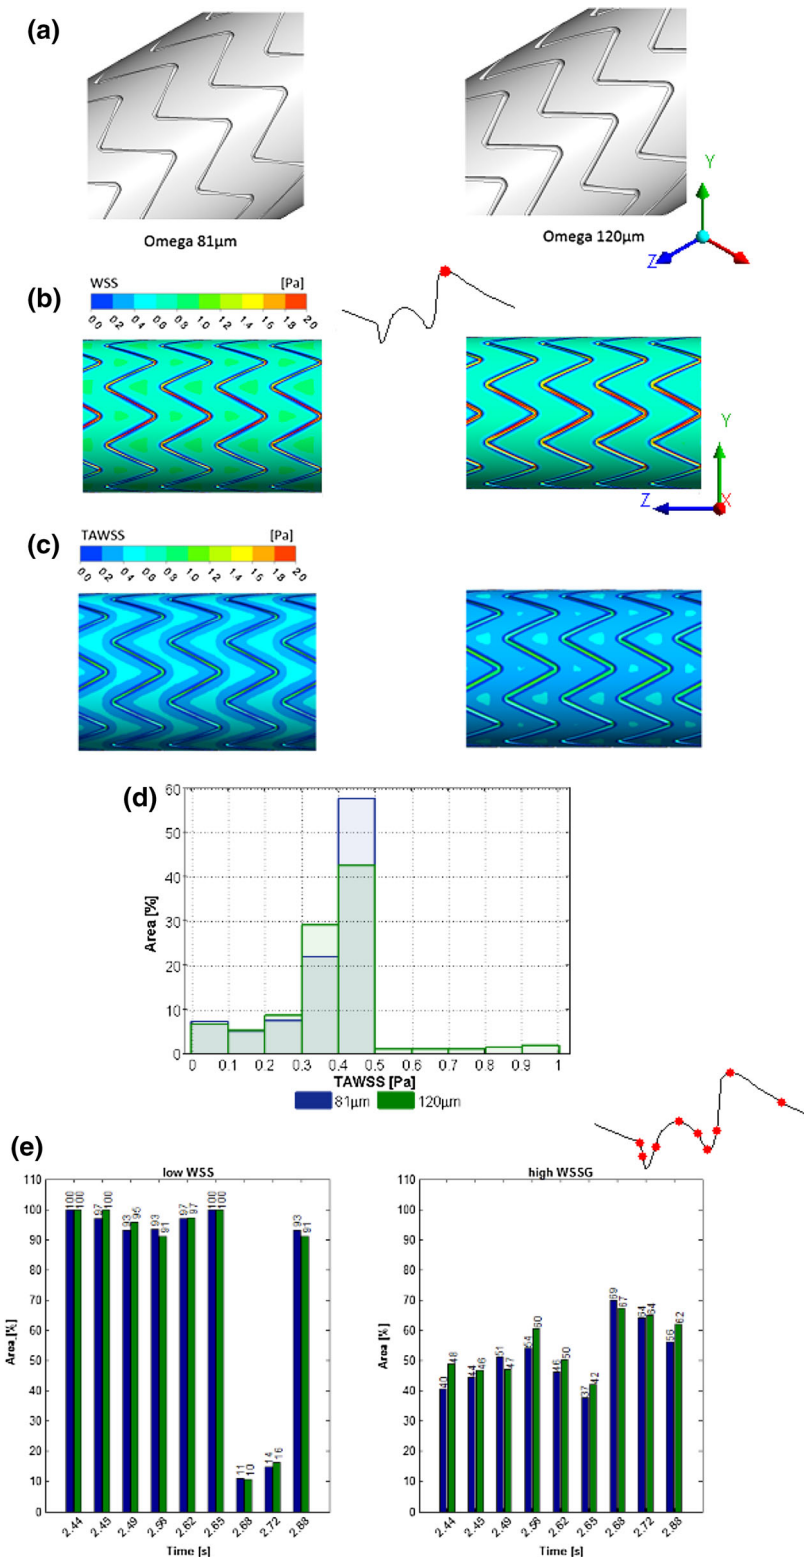 (a)
Omega 81µm
Omega 120µm
Y
Z
(b)
WSS [Pa]
0.0 0.2 0.4 0.6 0.8 1.0 1.2 1.4 1.6 1.8 2.0
Y
Z X
(c)
TAWSS [Pa]
0.0 0.2 0.4 0.6 0.8 1.0 1.2 1.4 1.6 1.8 2.0
(d)
60
50
40
30
20
10
0
Area [%]
0 0.1 0.2 0.3 0.4 0.5 0.6 0.7 0.8 0.9 1
TAWSS [Pa]
81µm 120µm
(e)
low WSS
110
100
90
80
70
60
50
40
30
20
10
0
Area [%]
100 100 97 100 93 95 93 91 97 97 100 100 11 10 14 16 93 91
2.44 2.45 2.49 2.56 2.62 2.65 2.68 2.72 2.88
Time [s]
high WSSG
110
100
90
80
70
60
50
40
30
20
10
0
Area [%]
40 48 44 46 51 47 54 60 46 50 37 42 69 67 64 64 56 62
2.44 2.45 2.49 2.56 2.62 2.65 2.68 2.72 2.88
Time [s]